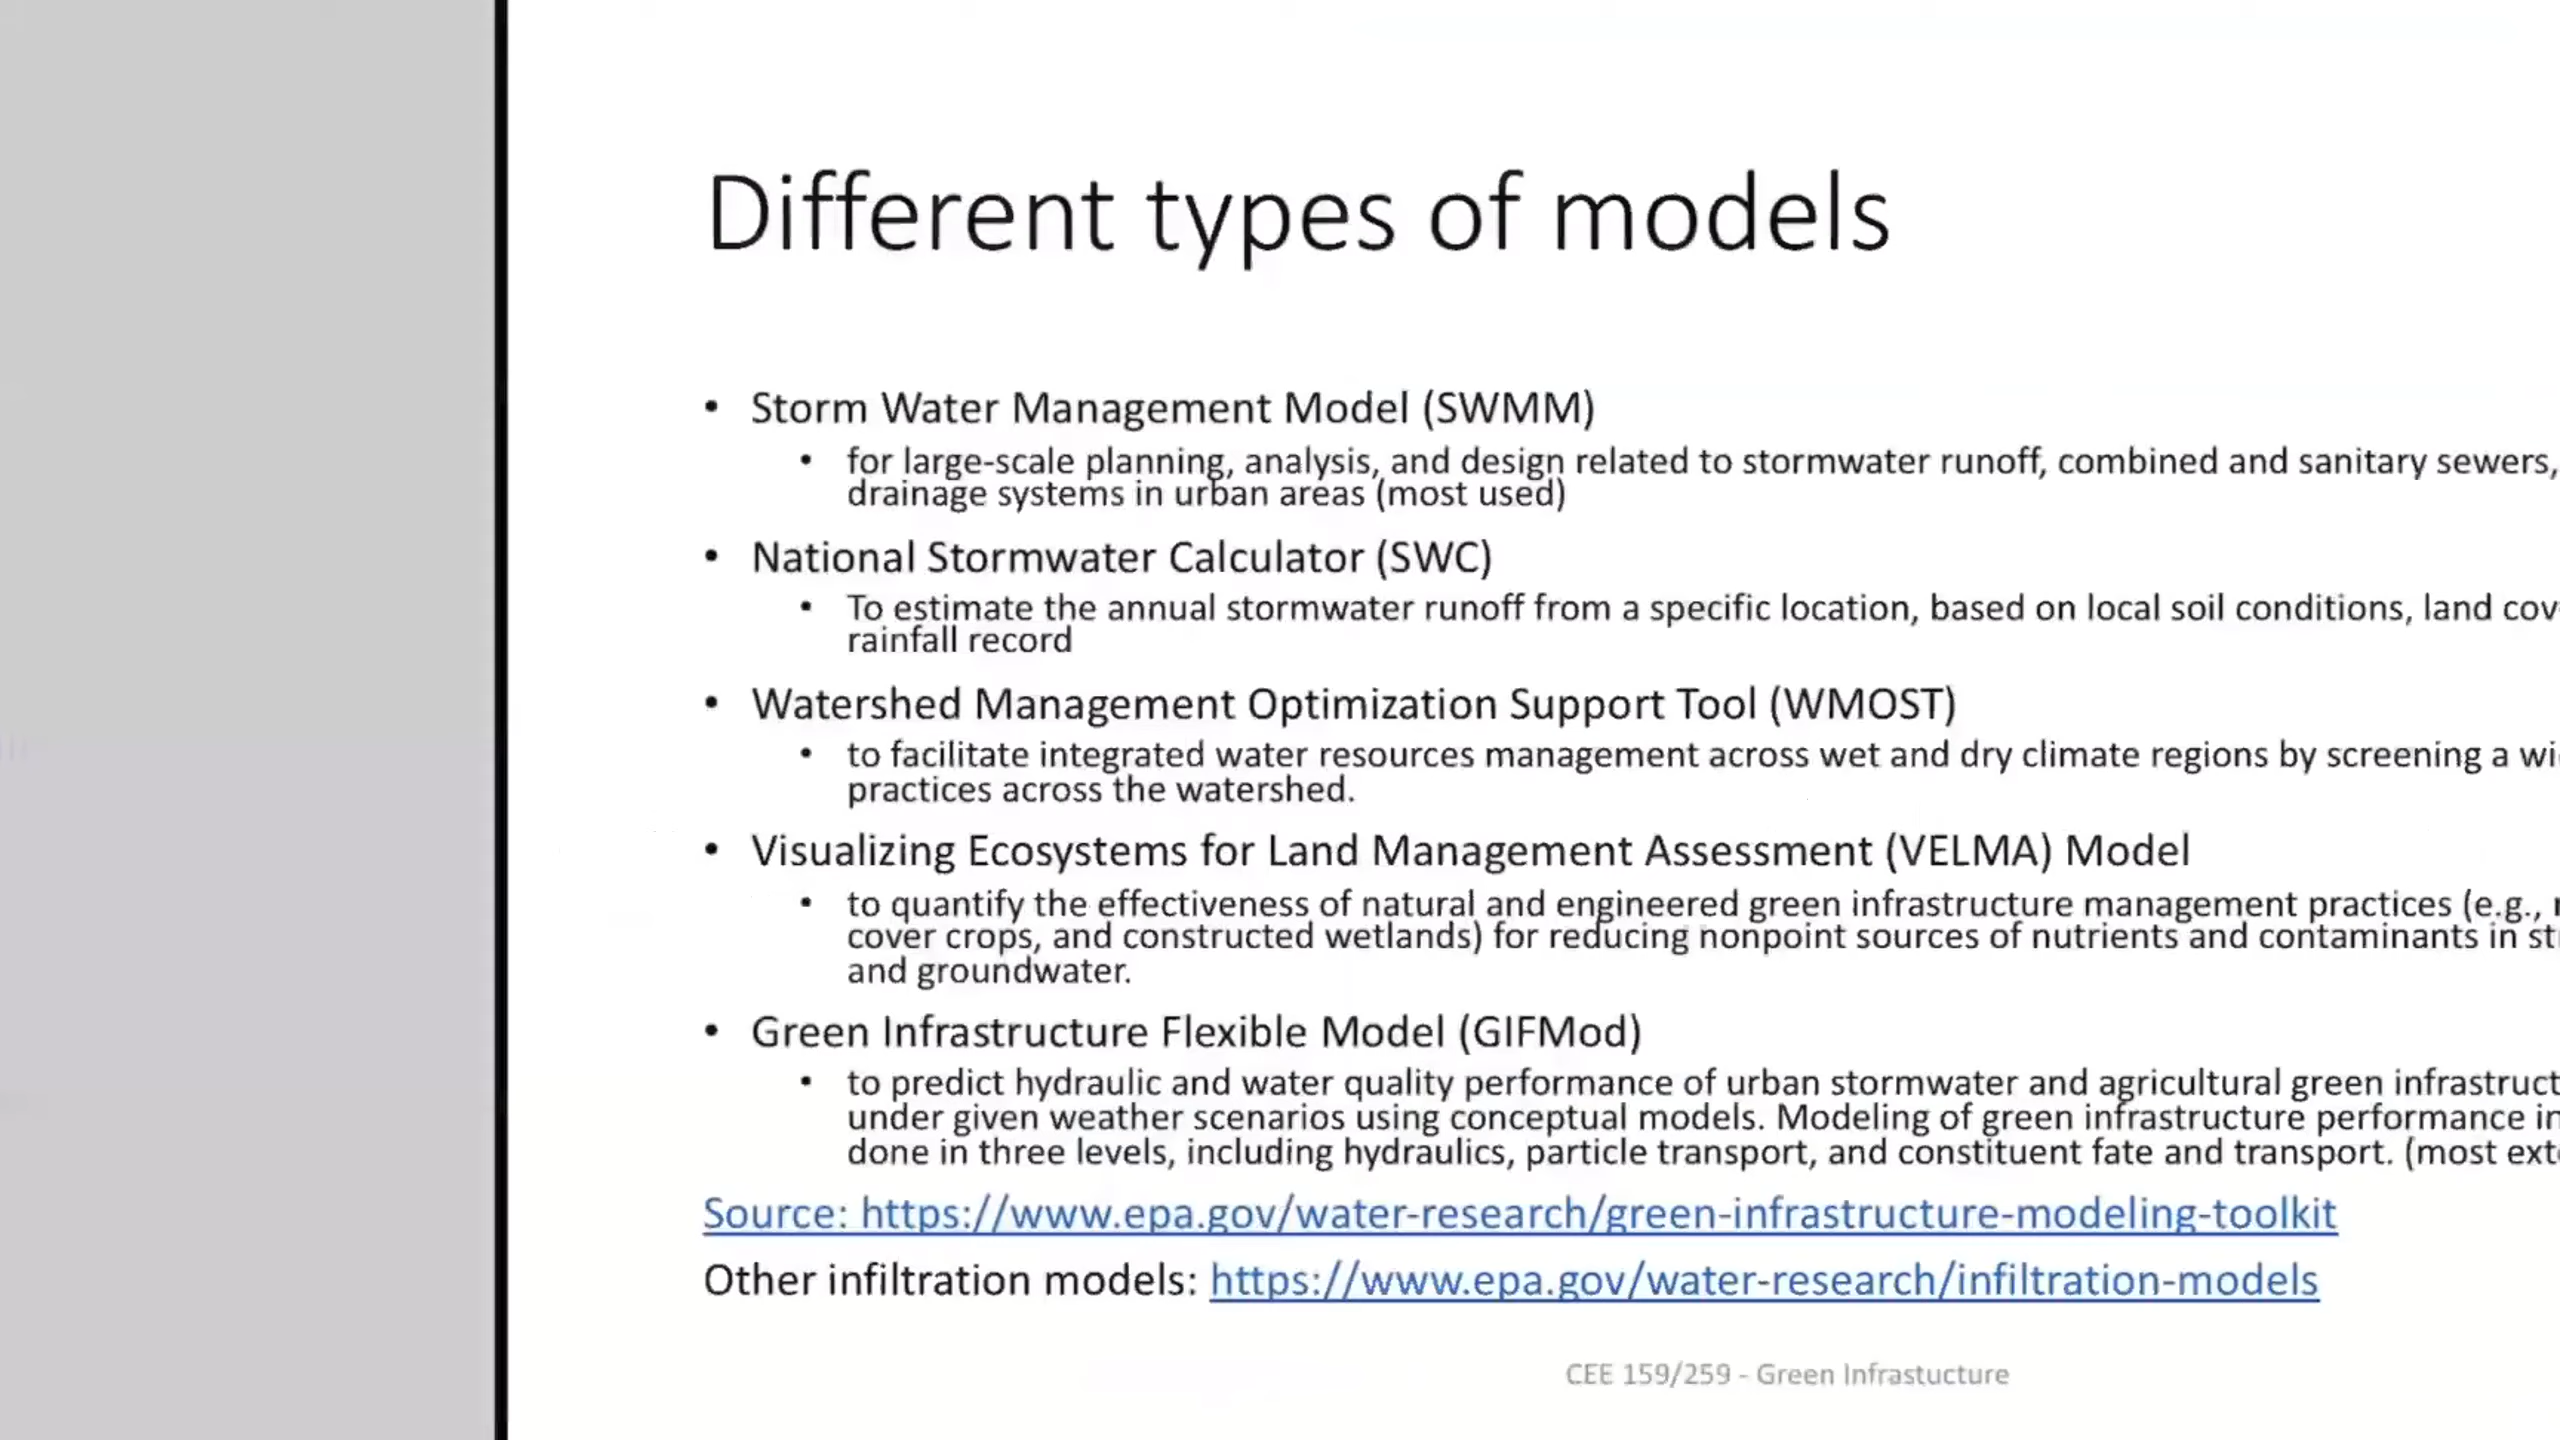 Different types of models
• Storm Water Management Model (SWMM)
• for large-scale planning, analysis, and design related to stormwater runoff, combined and sanitary sewers,
drainage systems in urban areas (most used)
• National Stormwater Calculator (SWC)
• To estimate the annual stormwater runoff from a specific location, based on local soil conditions, land
rainfall record
• Watershed Management Optimization Support Tool (WMOST)
• to facilitate integrated water resources management across wet and dry climate regions by screening a
practices across the watershed.
• Visualizing Ecosystems for Land Management Assessment (VELMA) Model
• to quantify the effectiveness of natural and engineered green infrastructure management practices (e.g.,
cover crops, and constructed wetlands) for reducing nonpoint sources of nutrients and contaminants in
and groundwater.
• Green Infrastructure Flexible Model (GIFMod)
• to predict hydraulic and water quality performance of urban stormwater and agricultural green
under given weather scenarios using conceptual models. Modeling of green infrastructure performance
done in three levels, including hydraulics, particle transport, and constituent fate and transport. (most
Source: https://www.epa.gov/water-research/green-infrastructure-modeling-toolkit
Other infiltration models: https://www.epa.gov/water-research/infiltration-models
CEE 159/259 - Green Infrastucture